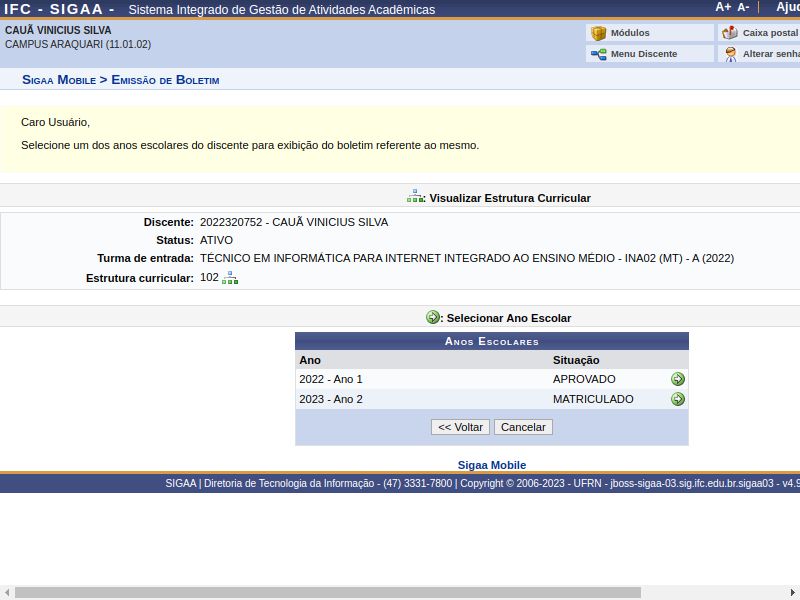 IFC - SIGAA - Sistema Integrado de Gestão de Atividades Acadêmicas A+ A- |
CAUÃ VINICIUS SILVA
CAMPUS ARAQUARI (11.01.02)
Módulos Caixa postal
Menu Discente Alterar senha
Sigaa Mobile > Emissão de Boletim
Caro Usuário,
Selecione um dos anos escolares do discente para exibição do boletim referente ao mesmo.
: Visualizar Estrutura Curricular
Discente: 2022320752 - CAUÃ VINICIUS SILVA
Status: ATIVO
Turma de entrada: TÉCNICO EM INFORMÁTICA PARA INTERNET INTEGRADO AO ENSINO MÉDIO - INA02 (MT) - A (2022)
Estrutura curricular: 102
: Selecionar Ano Escolar
Anos Escolares
Ano Situação
2022 - Ano 1 APROVADO
2023 - Ano 2 MATRICULADO
<< Voltar Cancelar
Sigaa Mobile
SIGAA | Diretoria de Tecnologia da Informação - (47) 3331-7800 | Copyright © 2006-2023 - UFRN - jboss-sigaa-03.sig.ifc.edu.br.sigaa03 - v4.9